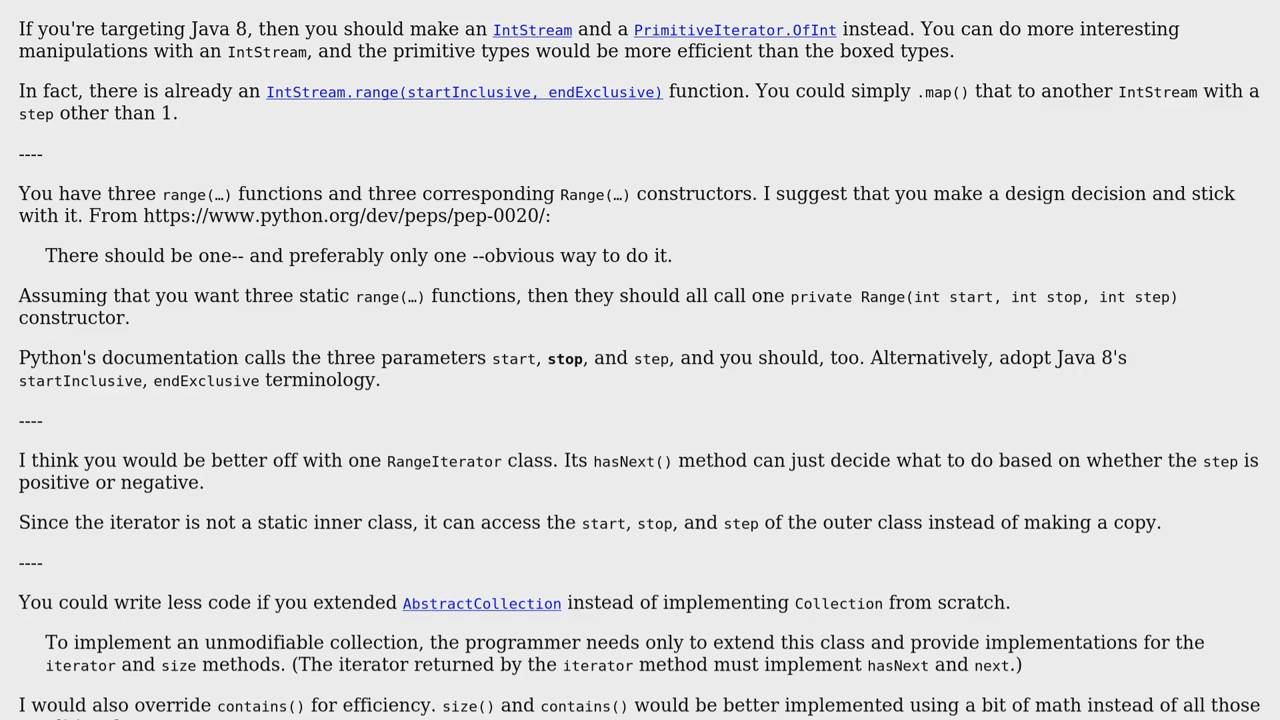 If you're targeting Java 8, then you should make an IntStream and a PrimitiveIterator.OfInt instead. You can do more interesting
manipulations with an IntStream, and the primitive types would be more efficient than the boxed types.
In fact, there is already an IntStream.range(startInclusive, endExclusive) function. You could simply .map() that to another IntStream with a
step other than 1.
----
You have three range(…) functions and three corresponding Range(…) constructors. I suggest that you make a design decision and stick
with it. From https://www.python.org/dev/peps/pep-0020/:
There should be one-- and preferably only one --obvious way to do it.
Assuming that you want three static range(…) functions, then they should all call one private Range(int start, int stop, int step)
constructor.
Python's documentation calls the three parameters start, stop, and step, and you should, too. Alternatively, adopt Java 8's
startInclusive, endExclusive terminology.
----
I think you would be better off with one RangeIterator class. Its hasNext() method can just decide what to do based on whether the step is
positive or negative.
Since the iterator is not a static inner class, it can access the start, stop, and step of the outer class instead of making a copy.
----
You could write less code if you extended AbstractCollection instead of implementing Collection from scratch.
To implement an unmodifiable collection, the programmer needs only to extend this class and provide implementations for the
iterator and size methods. (The iterator returned by the iterator method must implement hasNext and next.)
I would also override contains() for efficiency. size() and contains() would be better implemented using a bit of math instead of all those